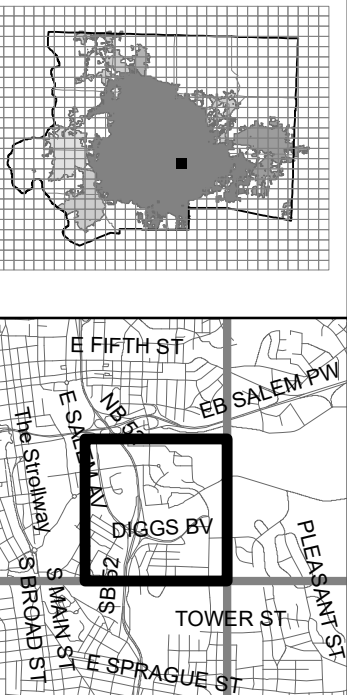 E FIFTH ST
EB SALEM PW
NB 5
E SALEM AV
The Strollway
DIGGS BV
PLEASANT ST
SB 52
S BROAD ST
S MAIN ST
TOWER ST
E SPRAGUE ST